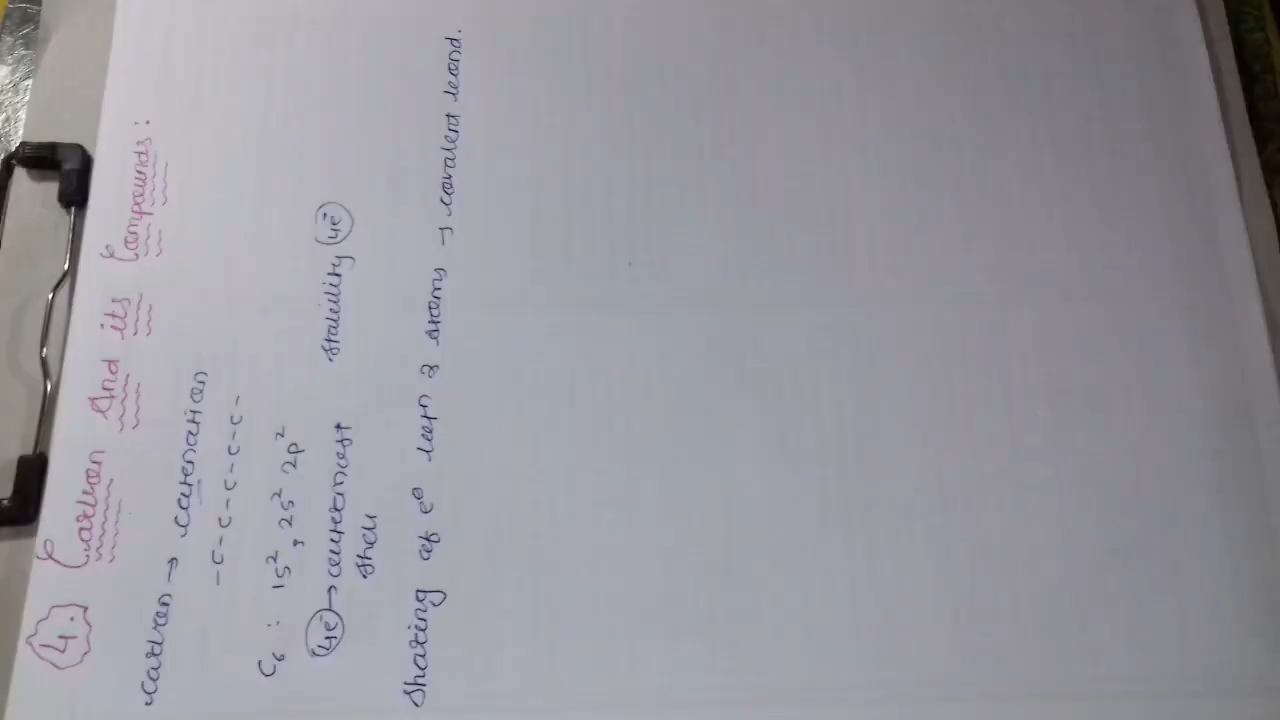 4. Carbon And its Compounds:
carbon → catenation
-C-C-C-C-C-
C₆ : 1s², 2s² 2p²
4e⁻ → outermost shell stability 4e⁻
sharing of e⊖ betn 2 atoms → covalent bond.